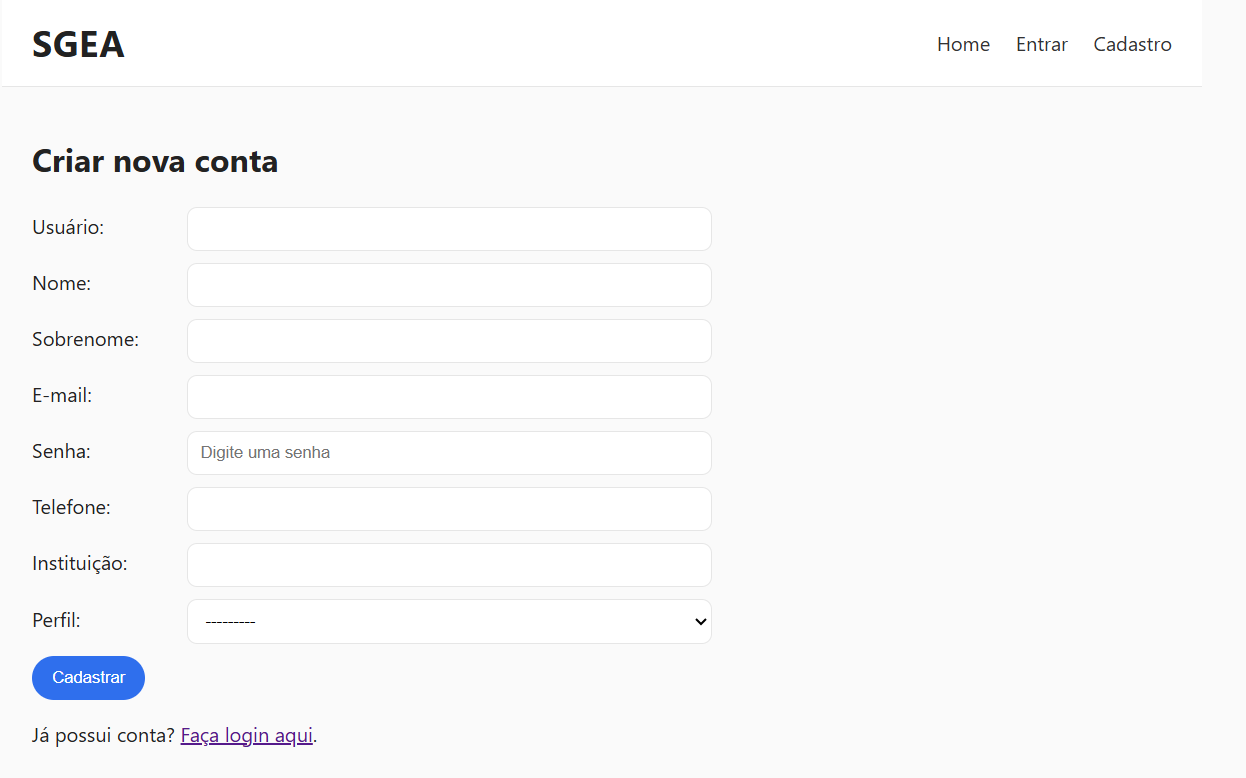 SGEA
Home Entrar Cadastro
Criar nova conta
Usuário:
Nome:
Sobrenome:
E-mail:
Senha: Digite uma senha
Telefone:
Instituição:
Perfil: ---------
Cadastrar
Já possui conta? Faça login aqui.